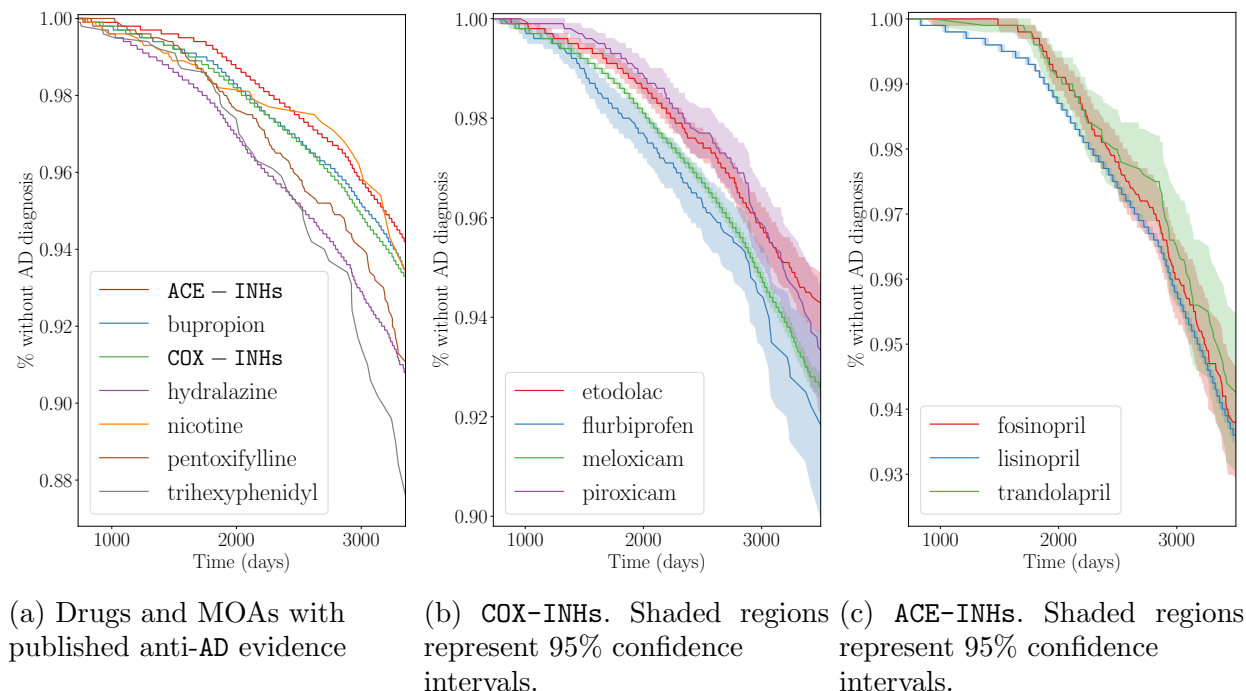 1.00
0.98
0.96
0.94
0.92
0.90
0.88
% without AD diagnosis
ACE − INHs
bupropion
COX − INHs
hydralazine
nicotine
pentoxifylline
trihexyphenidyl
1000 2000 3000
Time (days)
1.00
0.98
0.96
0.94
0.92
0.90
% without AD diagnosis
etodolac
flurbiprofen
meloxicam
piroxicam
1000 2000 3000
Time (days)
1.00
0.99
0.98
0.97
0.96
0.95
0.94
0.93
% without AD diagnosis
fosinopril
lisinopril
trandolapril
1000 2000 3000
Time (days)
(a) Drugs and MOAs with
published anti-AD evidence
(b) COX-INHs. Shaded regions
represent 95% confidence
intervals.
(c) ACE-INHs. Shaded regions
represent 95% confidence
intervals.